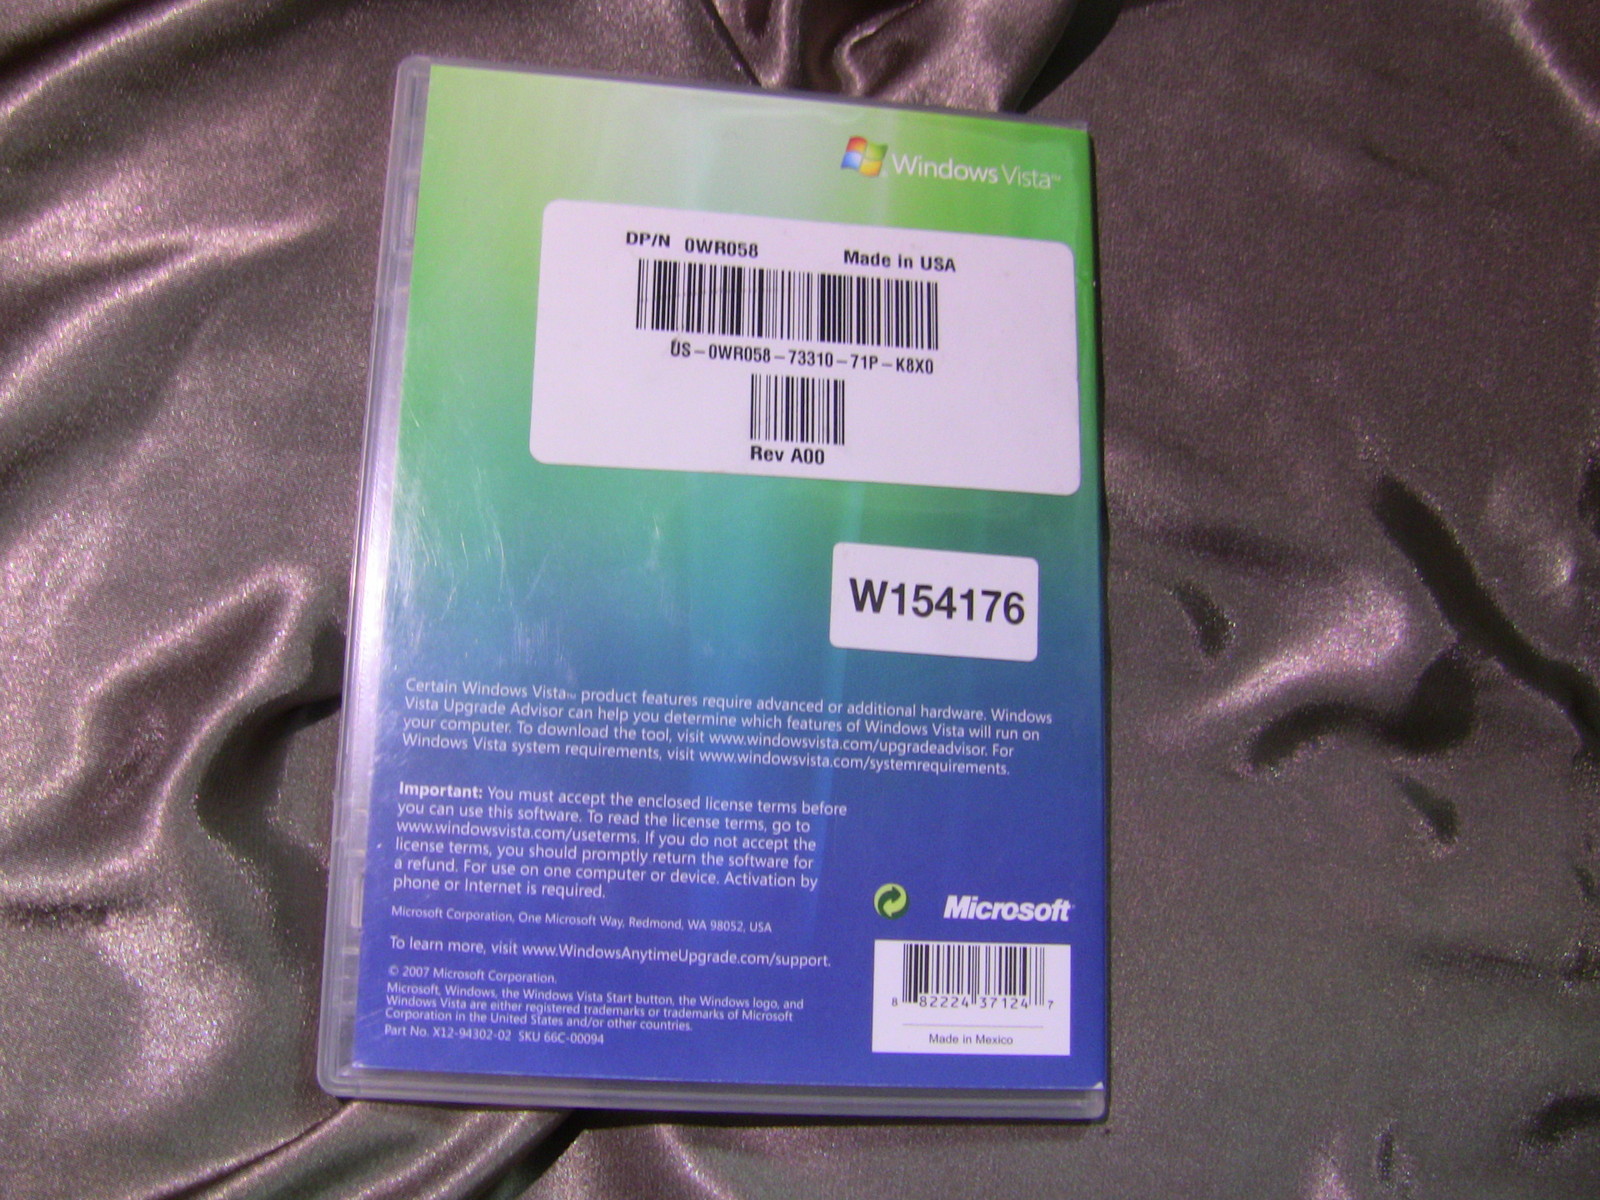 Windows Vista™
DP/N 0WR058 Made in USA
US-0WR058-73310-71P-K8X0
Rev A00
W154176
Certain Windows Vista™ product features require advanced or additional hardware. Windows
Vista Upgrade Advisor can help you determine which features of Windows Vista will run on
your computer. To download the tool, visit www.windowsvista.com/upgradeadvisor. For
Windows Vista system requirements, visit www.windowsvista.com/systemrequirements.
Important: You must accept the enclosed license terms before
you can use this software. To read the license terms, go to
www.windowsvista.com/useterms. If you do not accept the
license terms, you should promptly return the software for
a refund. For use on one computer or device. Activation by
phone or Internet is required.
Microsoft Corporation, One Microsoft Way, Redmond, WA 98052, USA
To learn more, visit www.WindowsAnytimeUpgrade.com/support.
© 2007 Microsoft Corporation.
Microsoft, Windows, the Windows Vista Start button, the Windows logo, and
Windows Vista are either registered trademarks or trademarks of Microsoft
Corporation in the United States and/or other countries.
Part No. X12-94302-02 SKU 66C-00094
Microsoft
8 82224 37124 7
Made in Mexico